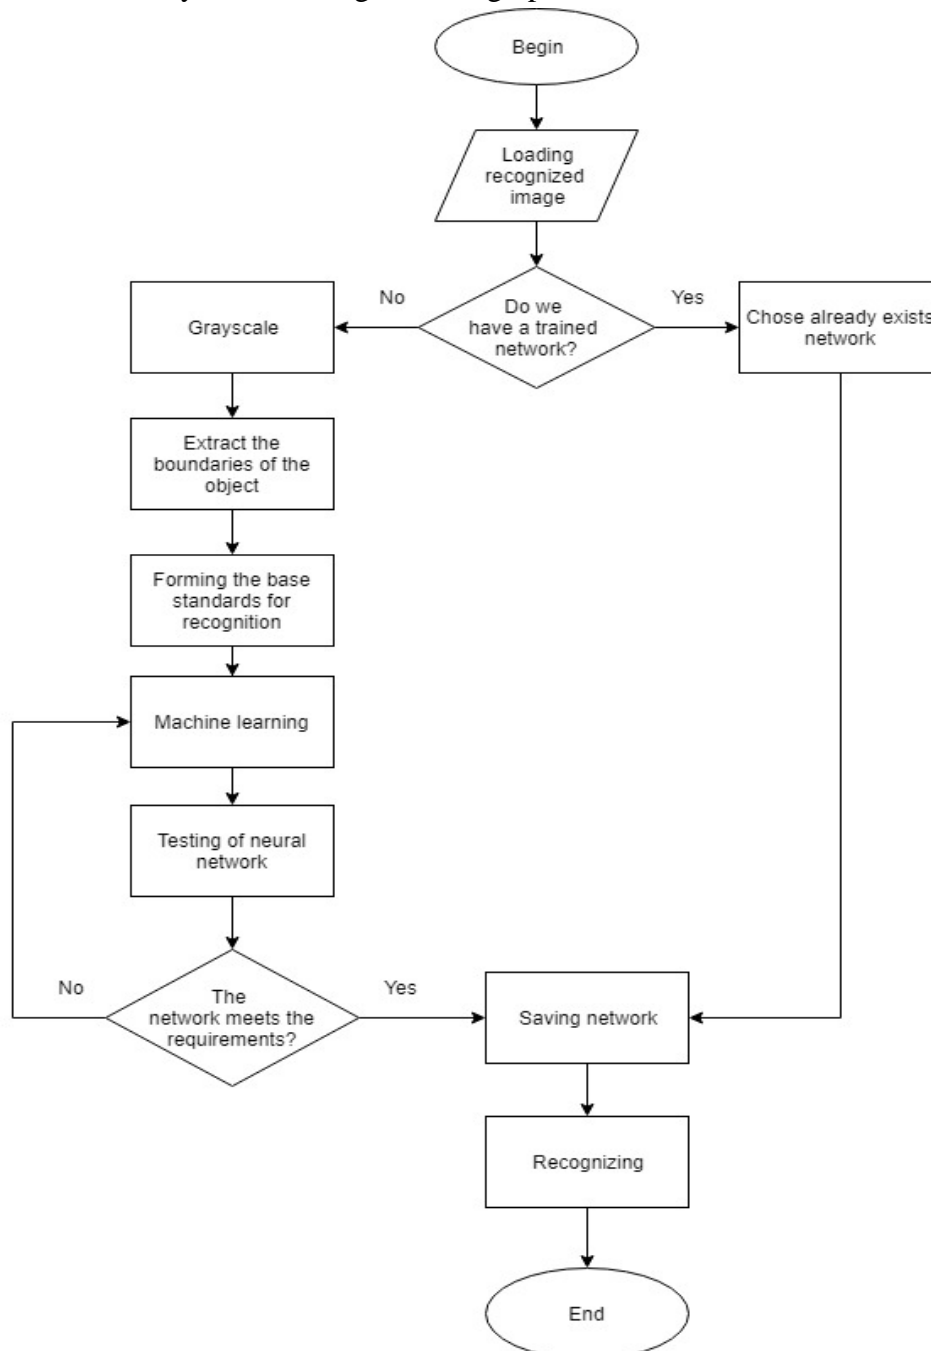 Begin
Loading
recognized
image
No
Do we
have a trained
network?
Yes
Grayscale
Chose already exists
network
Extract the
boundaries of the
object
Forming the base
standards for
recognition
Machine learning
Testing of neural
network
No
The
network meets the
requirements?
Yes
Saving network
Recognizing
End